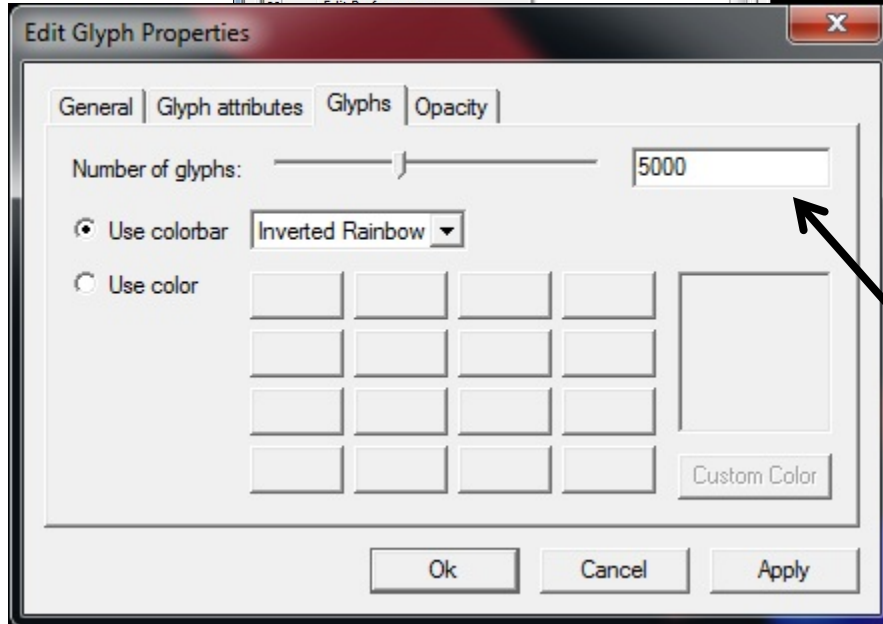 Edit Glyph Properties
General Glyph attributes Glyphs Opacity
Number of glyphs: 5000
Use colorbar Inverted Rainbow
Use color
Custom Color
Ok Cancel Apply